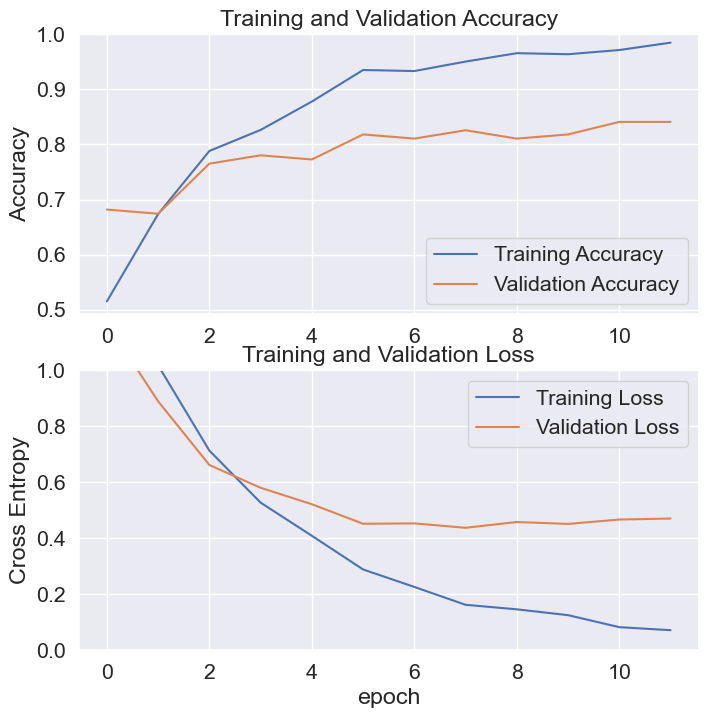 Training and Validation Accuracy
1.0
0.9
0.8
0.7
0.6
0.5
Accuracy
Training Accuracy
Validation Accuracy
0 2 4 6 8 10
Training and Validation Loss
1.0
0.8
0.6
0.4
0.2
0.0
Cross Entropy
Training Loss
Validation Loss
0 2 4 6 8 10
epoch